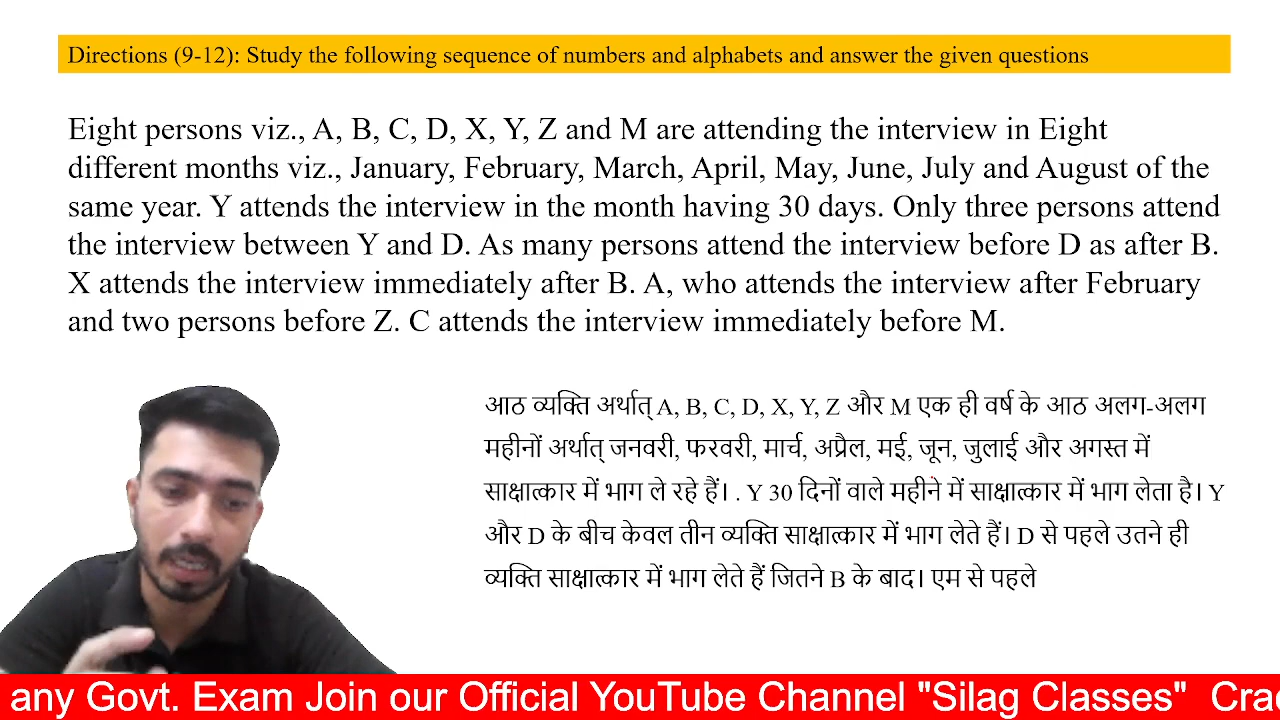 Directions (9-12): Study the following sequence of numbers and alphabets and answer the given questions
Eight persons viz., A, B, C, D, X, Y, Z and M are attending the interview in Eight
different months viz., January, February, March, April, May, June, July and August of the
same year. Y attends the interview in the month having 30 days. Only three persons attend
the interview between Y and D. As many persons attend the interview before D as after B.
X attends the interview immediately after B. A, who attends the interview after February
and two persons before Z. C attends the interview immediately before M.
आठ व्यक्ति अर्थात् A, B, C, D, X, Y, Z और M एक ही वर्ष के आठ अलग-अलग
महीनों अर्थात् जनवरी, फरवरी, मार्च, अप्रैल, मई, जून, जुलाई और अगस्त में
साक्षात्कार में भाग ले रहे हैं। . Y 30 दिनों वाले महीने में साक्षात्कार में भाग लेता है। Y
और D के बीच केवल तीन व्यक्ति साक्षात्कार में भाग लेते हैं। D से पहले उतने ही
व्यक्ति साक्षात्कार में भाग लेते हैं जितने B के बाद। एम से पहले
any Govt. Exam Join our Official YouTube Channel "Silag Classes" Crac